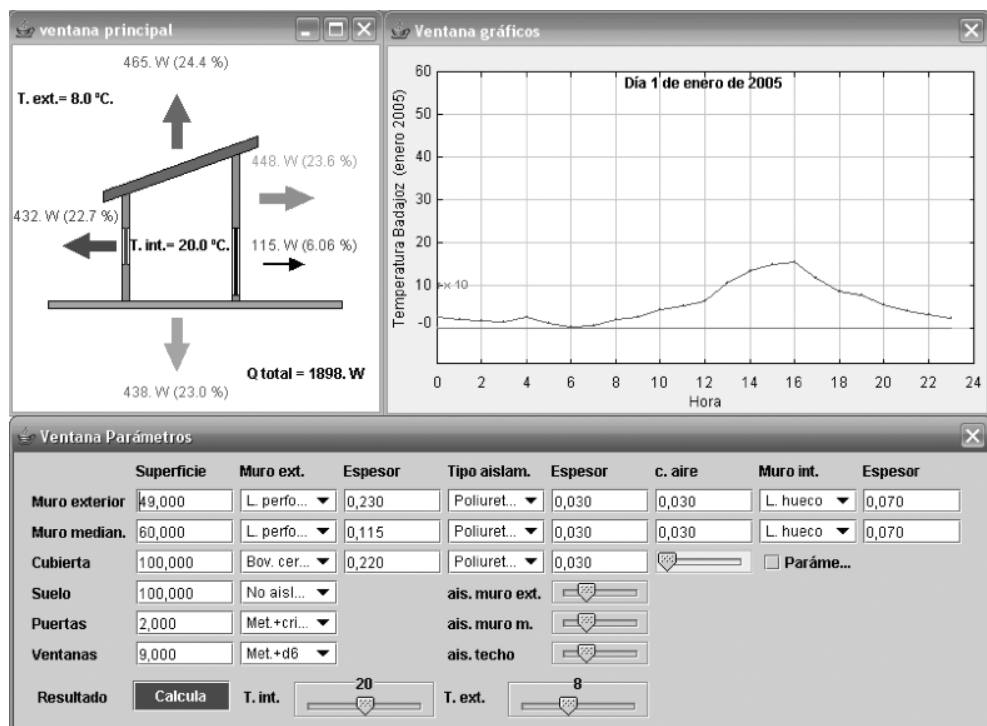 ventana principal
465. W (24.4 %)
T. ext.= 8.0 ºC.
448. W (23.6 %)
432. W (22.7 %)
T. int.= 20.0 ºC.
115. W (6.06 %)
Q total = 1898. W
438. W (23.0 %)
Ventana gráficos
Día 1 de enero de 2005
Temperatura Badajoz (enero 2005)
60
50
40
30
20
10
-0
x 10
0 2 4 6 8 10 12 14 16 18 20 22 24
Hora
Ventana Parámetros
Superficie Muro ext. Espesor Tipo aislam. Espesor c. aire Muro int. Espesor
Muro exterior 49,000 L. perfo... 0,230 Poliuret... 0,030 0,030 L. hueco 0,070
Muro median. 60,000 L. perfo... 0,115 Poliuret... 0,030 0,030 L. hueco 0,070
Cubierta 100,000 Bov. cer... 0,220 Poliuret... 0,030 Paráme...
Suelo 100,000 No aisl... ais. muro ext.
Puertas 2,000 Met.+cri... ais. muro m.
Ventanas 9,000 Met.+d6 ais. techo
Resultado Calcula T. int. 20 T. ext. 8